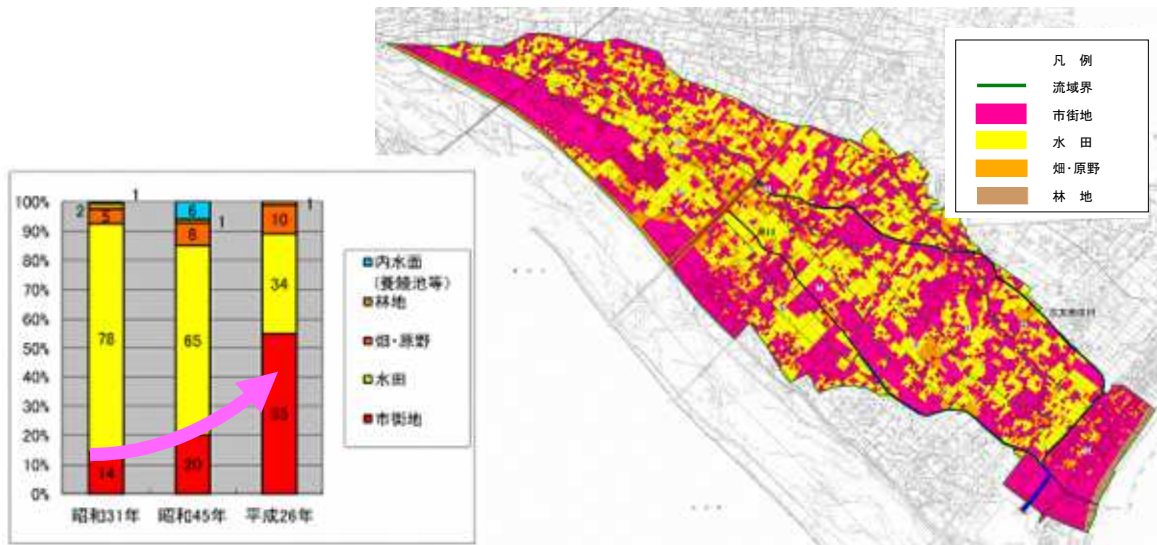 凡 例
流域界
市街地
水 田
畑・原野
林 地
100%
90%
80%
70%
60%
50%
40%
30%
20%
10%
0%
1
2
5
78
14
6
1
8
65
20
1
10
34
55
昭和31年
昭和45年
平成26年
内水面
(養鰻池等)
林地
畑・原野
水田
市街地